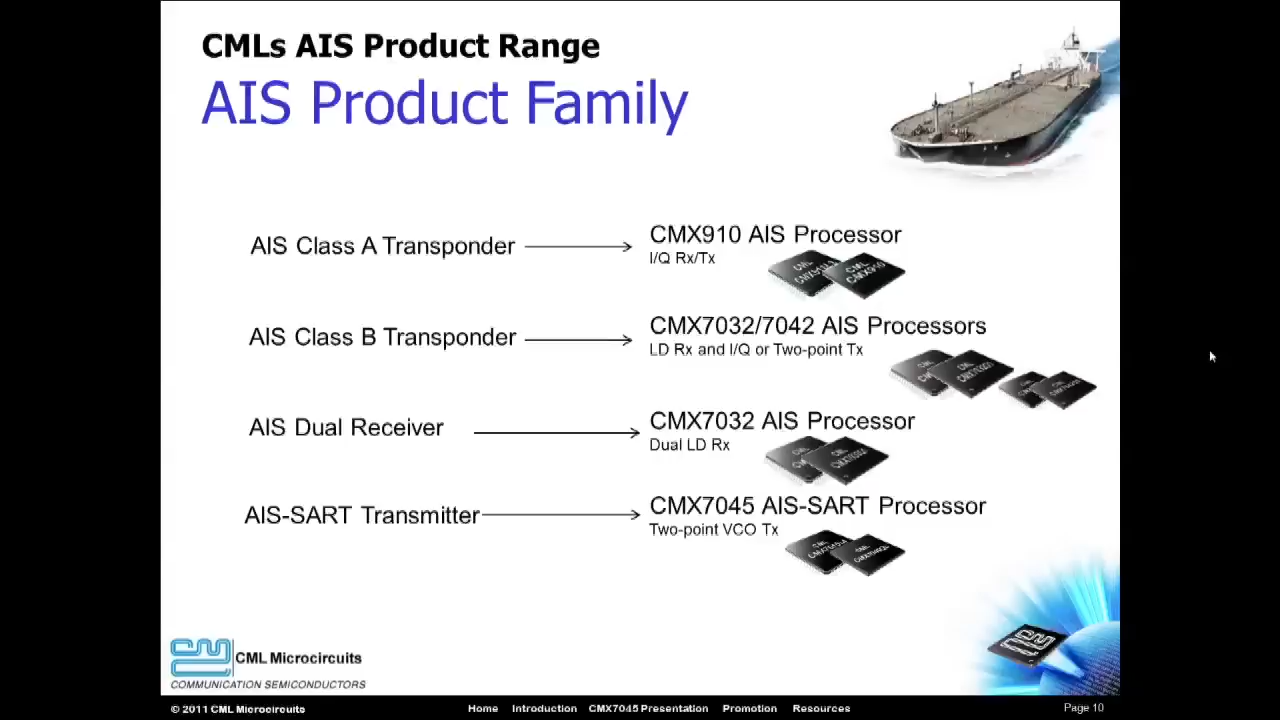 CMLs AIS Product Range
AIS Product Family
AIS Class A Transponder
CMX910 AIS Processor
I/Q Rx/Tx
CML
CML
CMX910
AIS Class B Transponder
CMX7032/7042 AIS Processors
LD Rx and I/Q or Two-point Tx
AIS Dual Receiver
CMX7032 AIS Processor
Dual LD Rx
AIS-SART Transmitter
CMX7045 AIS-SART Processor
Two-point VCO Tx
CML Microcircuits
COMMUNICATION SEMICONDUCTORS
© 2011 CML Microcircuits
Home Introduction CMX7045 Presentation Promotion Resources
Page 10